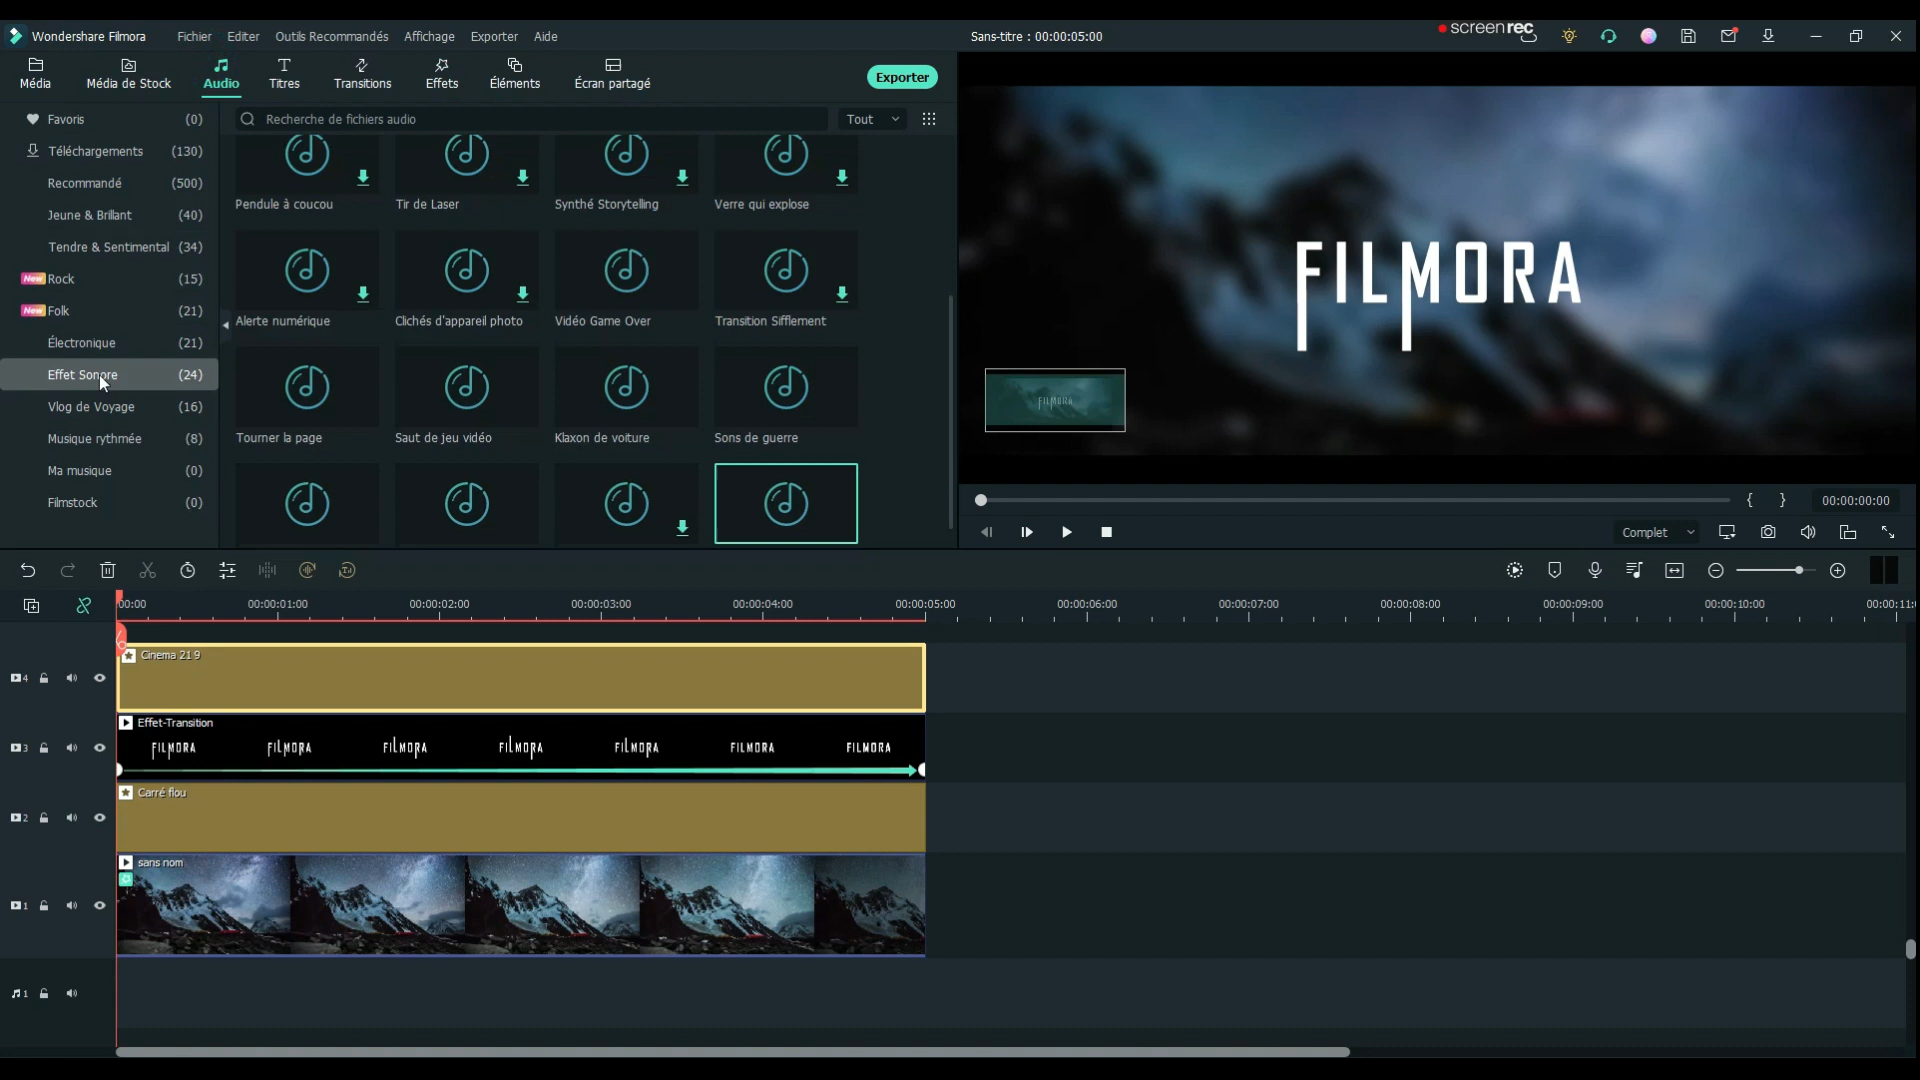 Wondershare Filmora Fichier Editer Outils Recommandés Affichage Exporter Aide
Sans-titre : 00:00:05:00
screenrec
Média Média de Stock Audio Titres Transitions Effets Éléments Écran partagé
Exporter
Favoris (0)
Téléchargements (130)
Recommandé (500)
Jeune & Brillant (40)
Tendre & Sentimental (34)
New Rock (15)
New Folk (21)
Électronique (21)
Effet Sonore (24)
Vlog de Voyage (16)
Musique rythmée (8)
Ma musique (0)
Filmstock (0)
Recherche de fichiers audio
Tout
Pendule à coucou Tir de Laser Synthé Storytelling Verre qui explose
Alerte numérique Clichés d'appareil photo Vidéo Game Over Transition Sifflement
Tourner la page Saut de jeu vidéo Klaxon de voiture Sons de guerre
FILMORA
FILMORA
{ } 00:00:00:00
Complet
00:00 00:00:01:00 00:00:02:00 00:00:03:00 00:00:04:00 00:00:05:00 00:00:06:00 00:00:07:00 00:00:08:00 00:00:09:00 00:00:10:00 00:00:11:
4
Cinema 21 9
3
Effet-Transition
FILMORA FILMORA FILMORA FILMORA FILMORA FILMORA FILMORA
2
Carré flou
1
sans nom
1